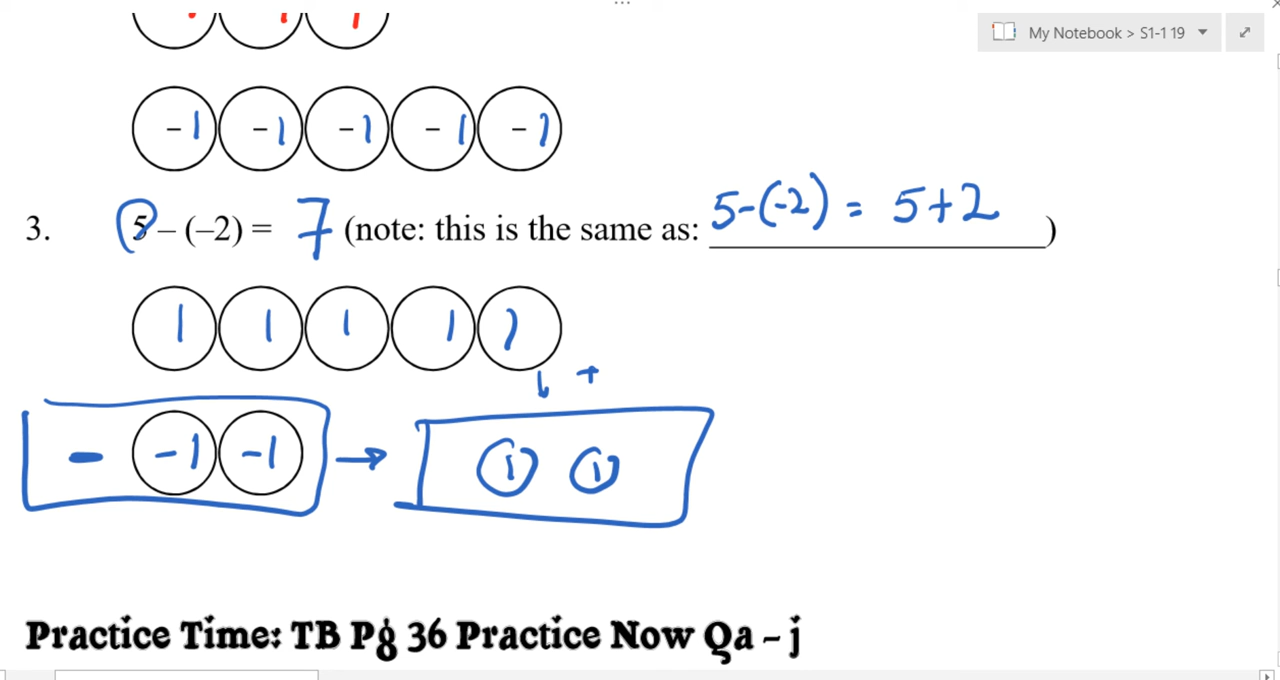 My Notebook > S1-1 19
-1 -1 -1 -1 -1
3. 5 – (–2) = 7 (note: this is the same as: 5-(-2) = 5+2)
1 1 1 1 1
+
- -1 -1 → 1 1
Practice Time: TB Pg 36 Practice Now Qa – j